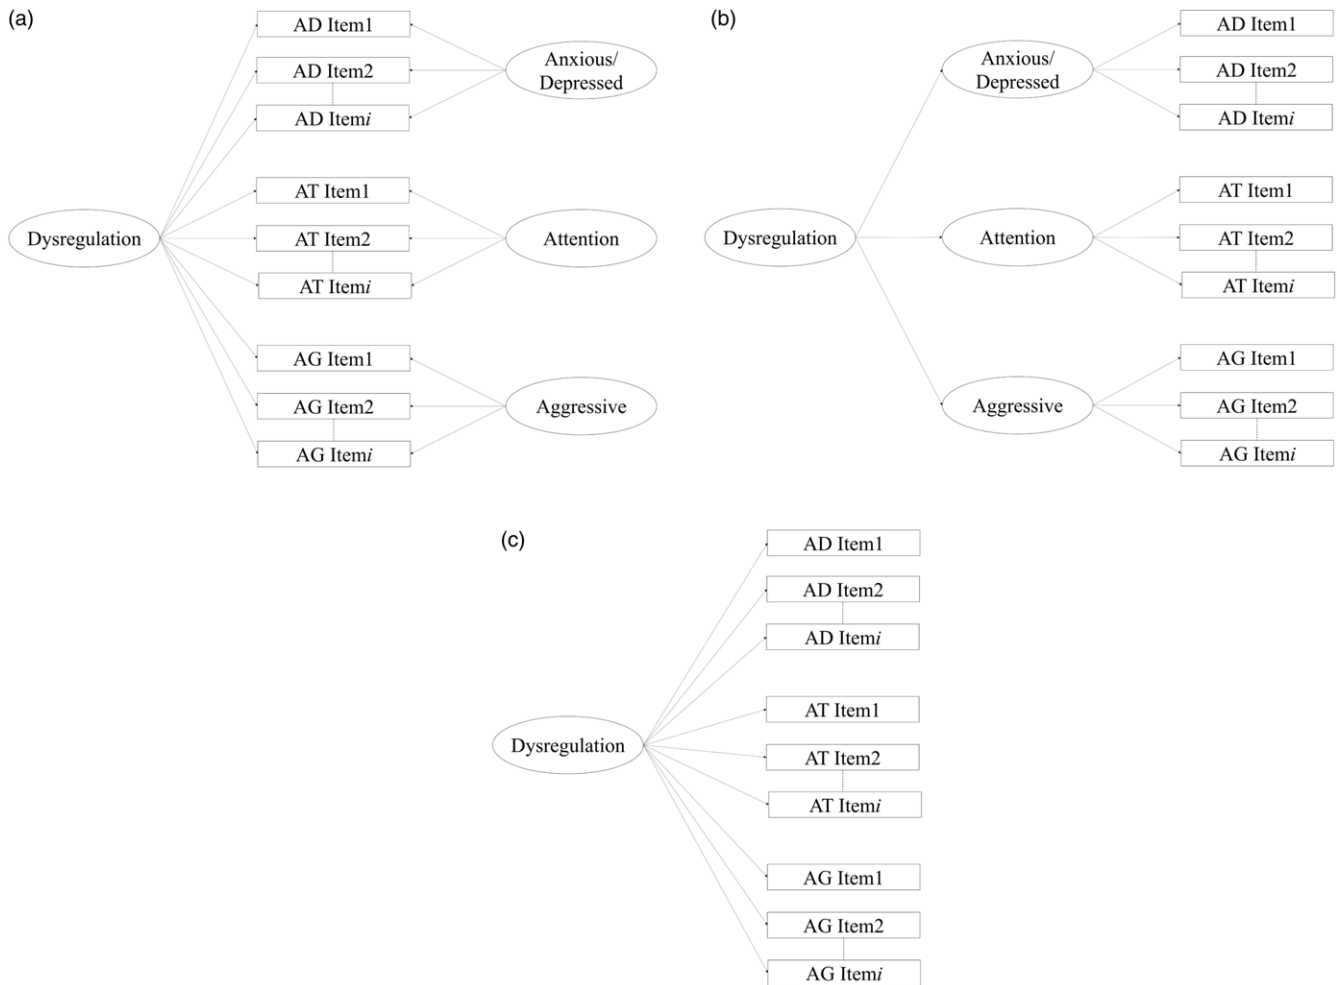 (a)
AD Item1
AD Item2
AD Itemi
AT Item1
AT Item2
AT Itemi
AG Item1
AG Item2
AG Itemi
Dysregulation
Anxious/
Depressed
Attention
Aggressive
(b)
Dysregulation
Anxious/
Depressed
Attention
Aggressive
AD Item1
AD Item2
AD Itemi
AT Item1
AT Item2
AT Itemi
AG Item1
AG Item2
AG Itemi
(c)
Dysregulation
AD Item1
AD Item2
AD Itemi
AT Item1
AT Item2
AT Itemi
AG Item1
AG Item2
AG Itemi